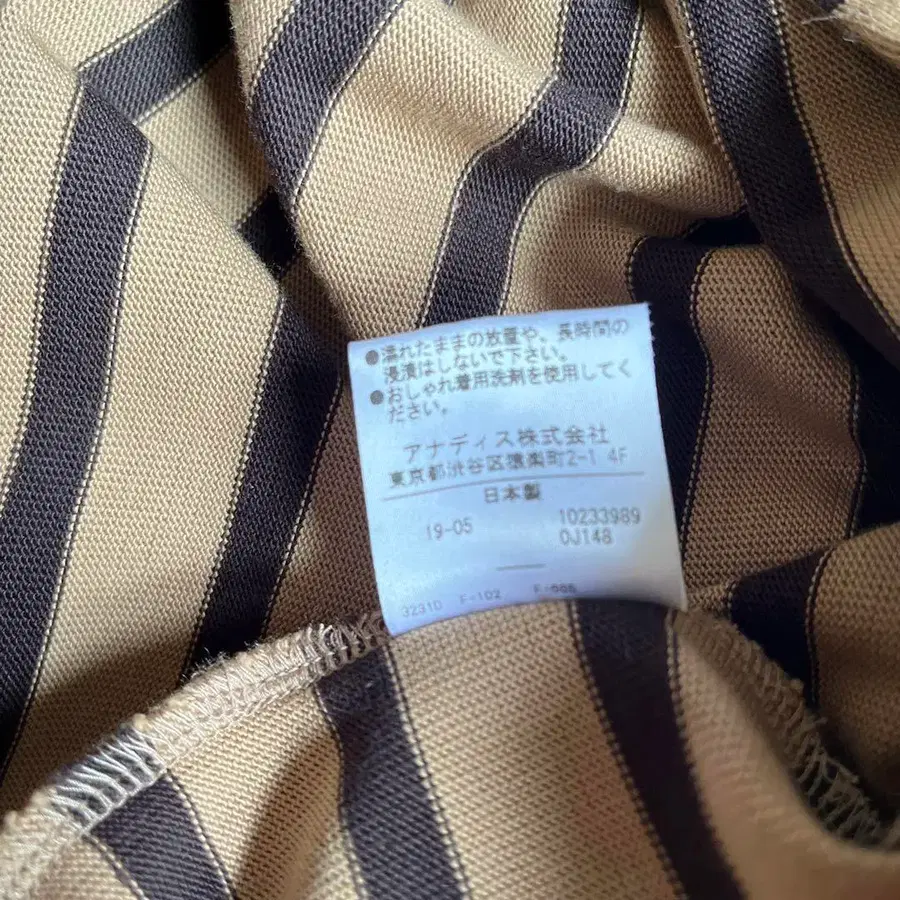 ●濡れたままの放置や、長時間の
浸漬はしないで下さい。
●おしゃれ着用洗剤を使用してく
ださい。
アナディス株式会社
東京都渋谷区猿楽町2-1 4F
日本製
19-05
10233989
0J148
3231D F-102 F-686